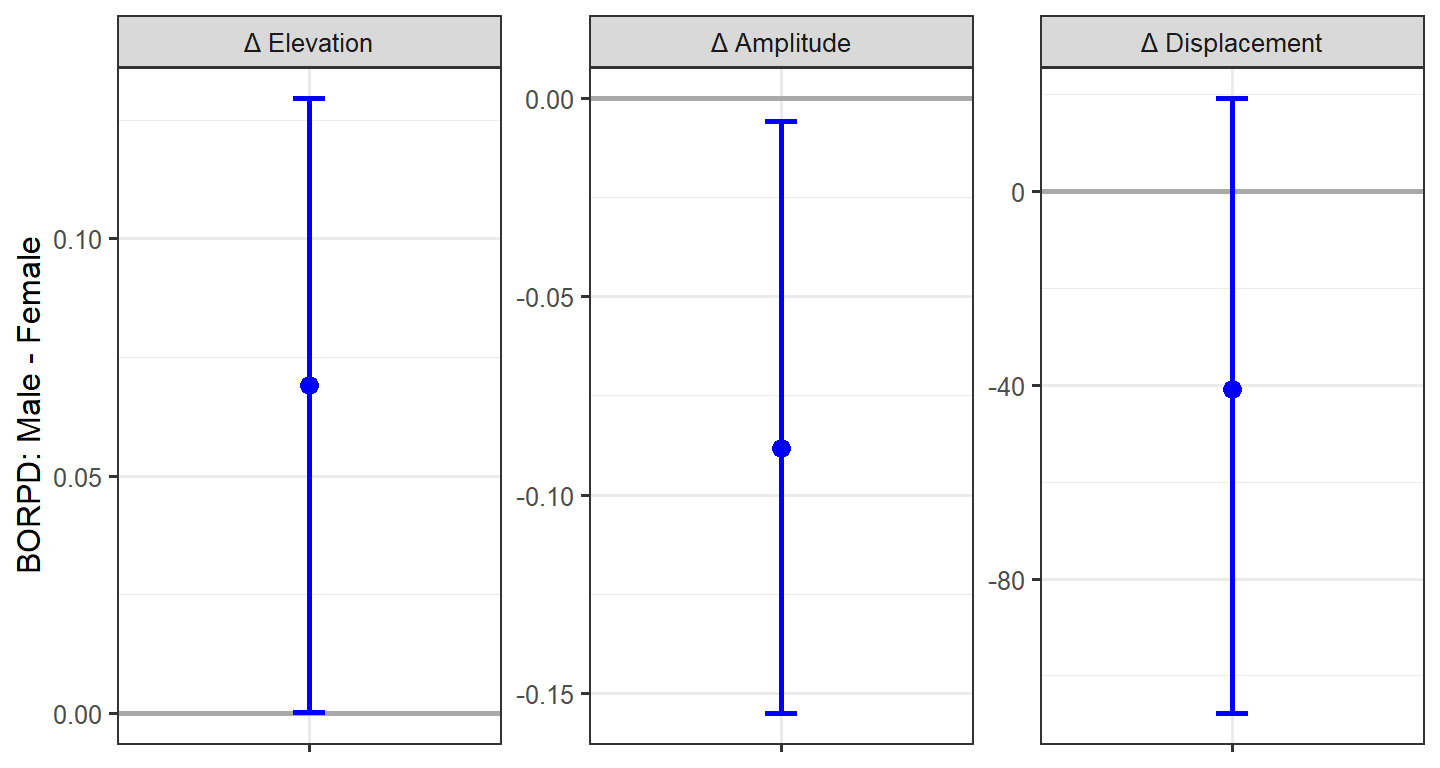 Δ Elevation
Δ Amplitude
Δ Displacement
BORPD: Male - Female
0.10
0.05
0.00
0.00
-0.05
-0.10
-0.15
0
-40
-80